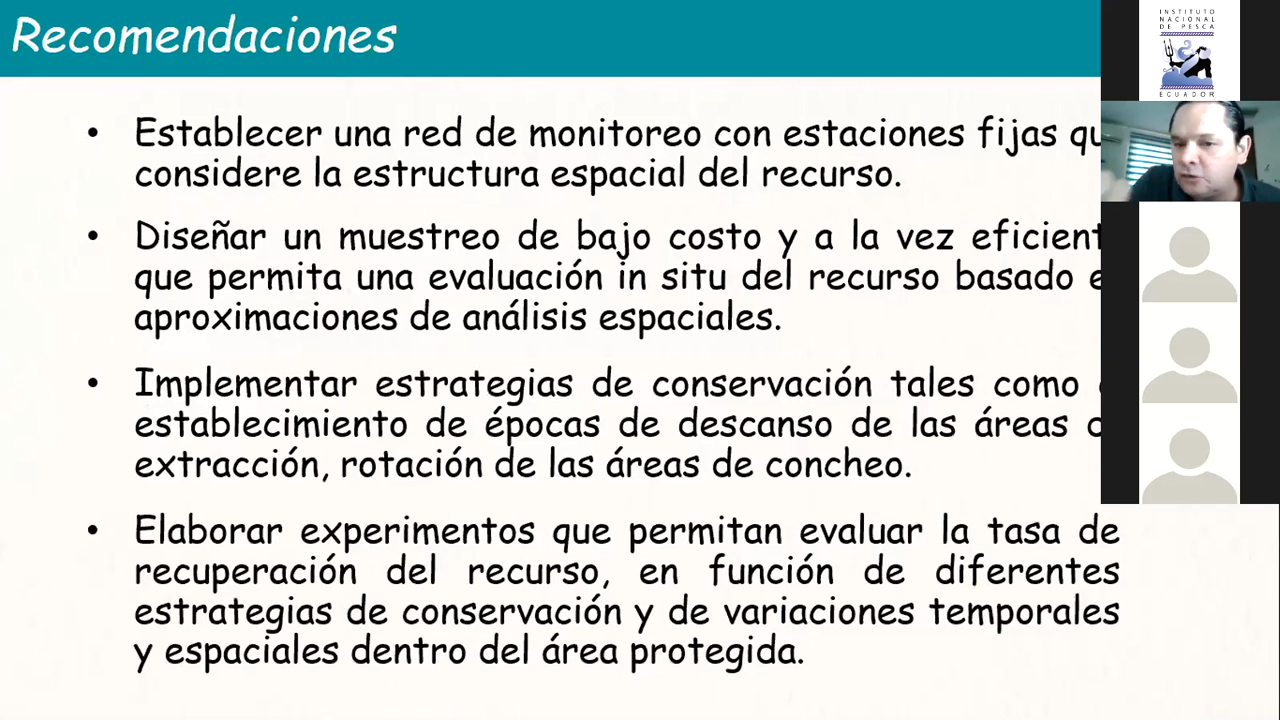 Recomendaciones
INSTITUTO
NACIONAL
DE PESCA
ECUADOR
• Establecer una red de monitoreo con estaciones fijas qu
considere la estructura espacial del recurso.
• Diseñar un muestreo de bajo costo y a la vez eficient
que permita una evaluación in situ del recurso basado e
aproximaciones de análisis espaciales.
• Implementar estrategias de conservación tales como
establecimiento de épocas de descanso de las áreas d
extracción, rotación de las áreas de concheo.
• Elaborar experimentos que permitan evaluar la tasa de
recuperación del recurso, en función de diferentes
estrategias de conservación y de variaciones temporales
y espaciales dentro del área protegida.